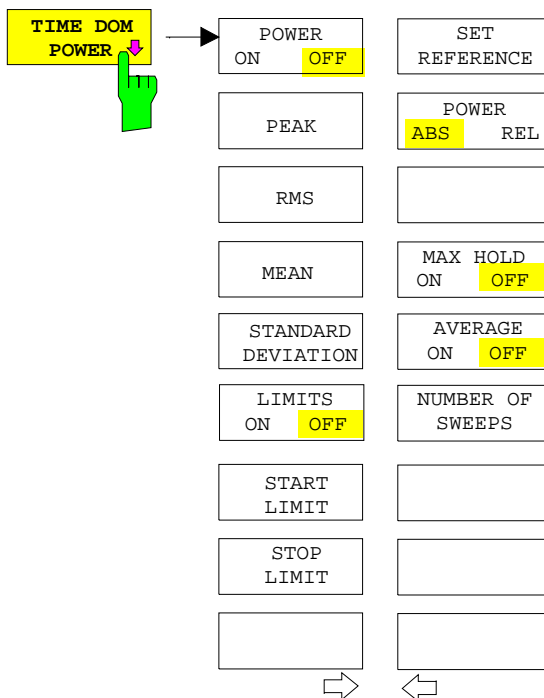 TIME DOM
POWER
POWER
ON OFF
PEAK
RMS
MEAN
STANDARD
DEVIATION
LIMITS
ON OFF
START
LIMIT
STOP
LIMIT
SET
REFERENCE
POWER
ABS REL
MAX HOLD
ON OFF
AVERAGE
ON OFF
NUMBER OF
SWEEPS